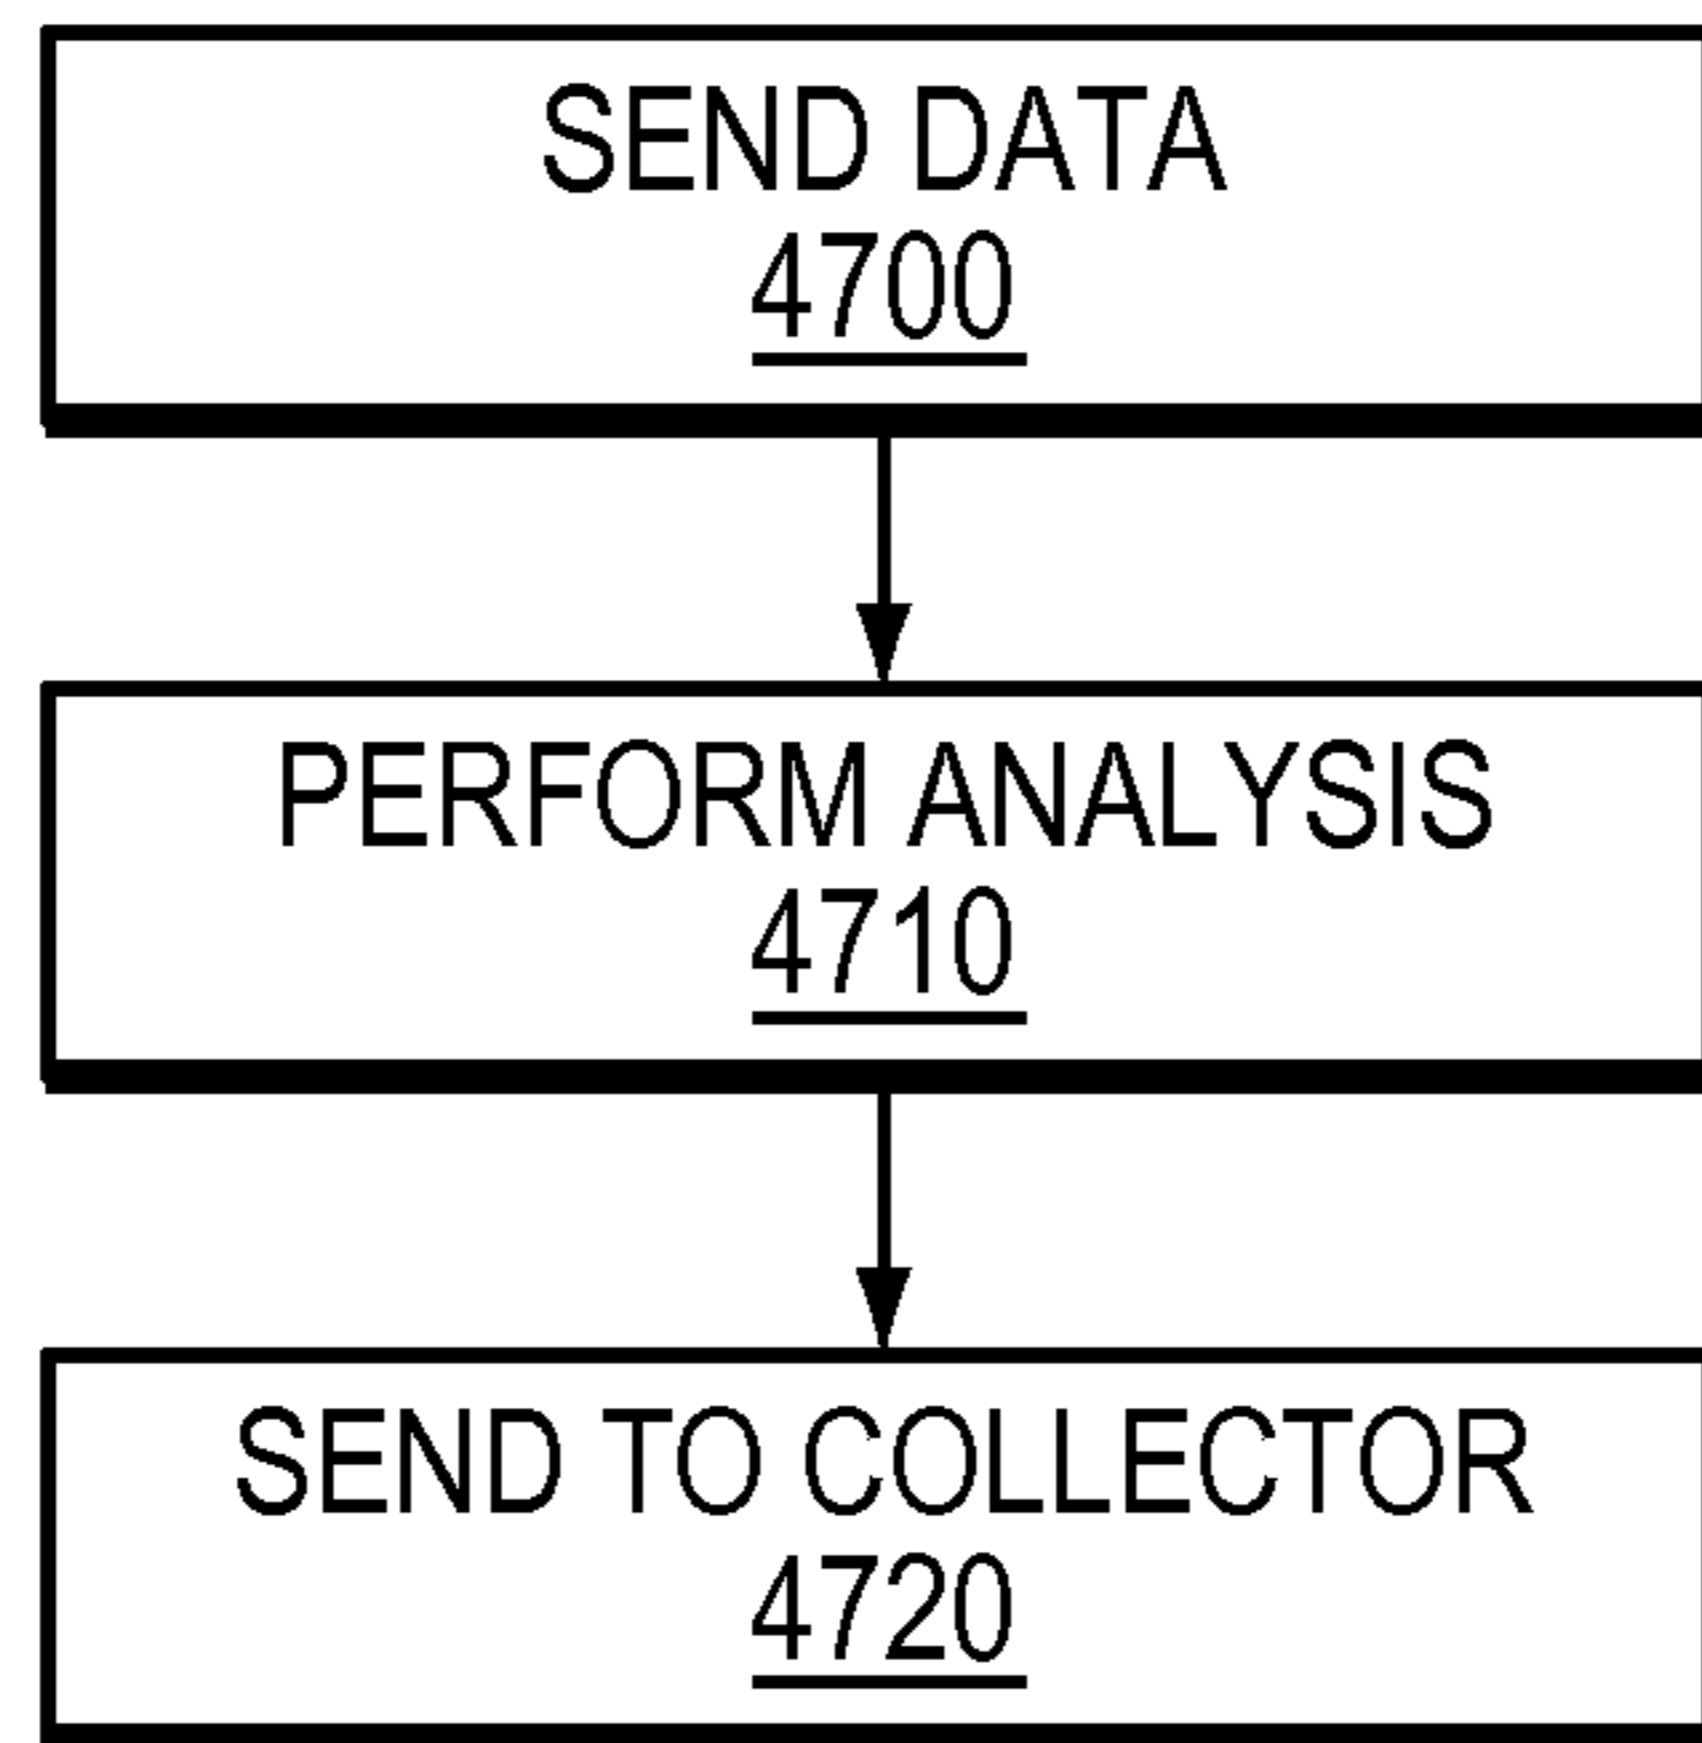 SEND DATA
4700
PERFORM ANALYSIS
4710
SEND TO COLLECTOR
4720